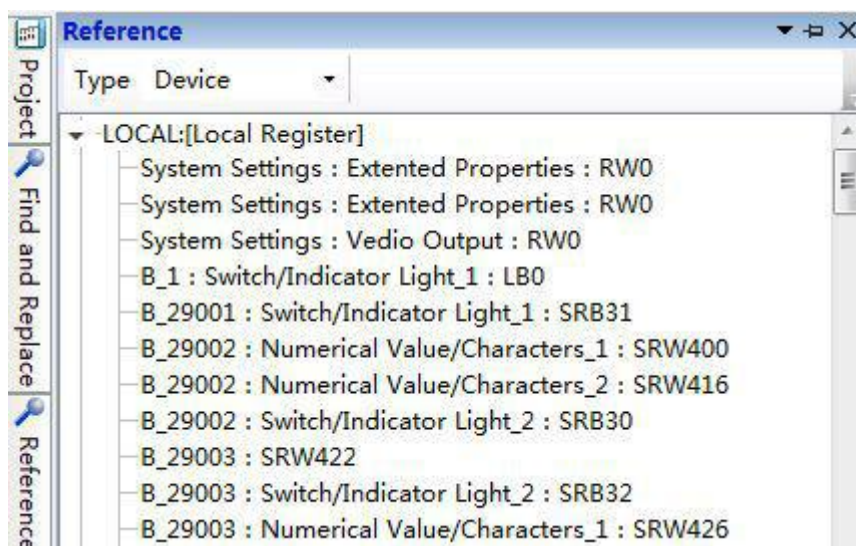 Reference
Type Device
LOCAL:[Local Register]
System Settings : Extented Properties : RW0
System Settings : Extented Properties : RW0
System Settings : Vedio Output : RW0
B_1 : Switch/Indicator Light_1 : LB0
B_29001 : Switch/Indicator Light_1 : SRB31
B_29002 : Numerical Value/Characters_1 : SRW400
B_29002 : Numerical Value/Characters_2 : SRW416
B_29002 : Switch/Indicator Light_2 : SRB30
B_29003 : SRW422
B_29003 : Switch/Indicator Light_2 : SRB32
B_29003 : Numerical Value/Characters_1 : SRW426
Project
Find and Replace
Reference